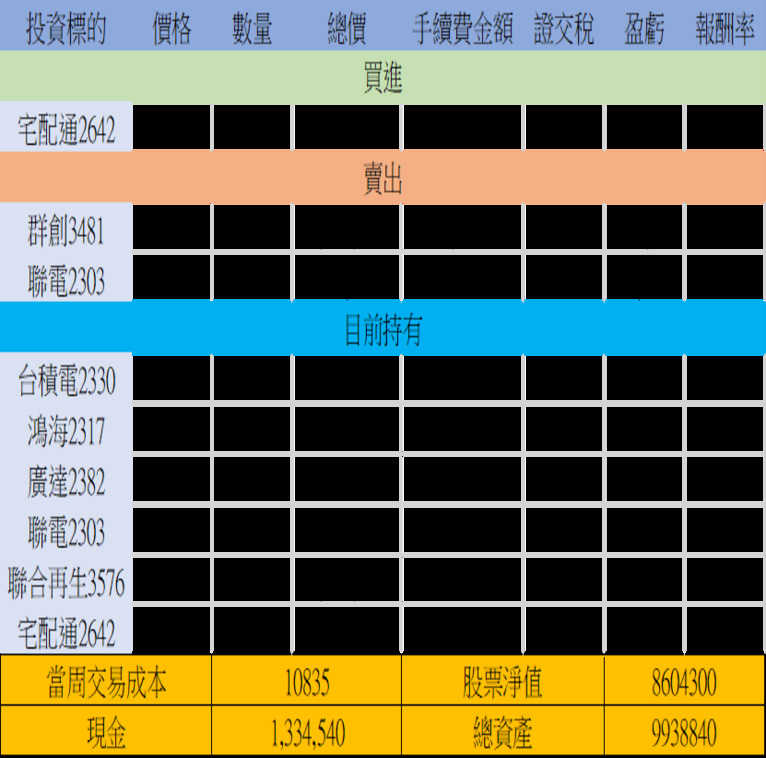 投資標的 價格 數量 總價 手續費金額 證交稅 盈虧 報酬率
買進
宅配通2642
賣出
群創3481
聯電2303
目前持有
台積電2330
鴻海2317
廣達2382
聯電2303
聯合再生3576
宅配通2642
當周交易成本 10835 股票淨值 8604300
現金 1,334,540 總資產 9938840